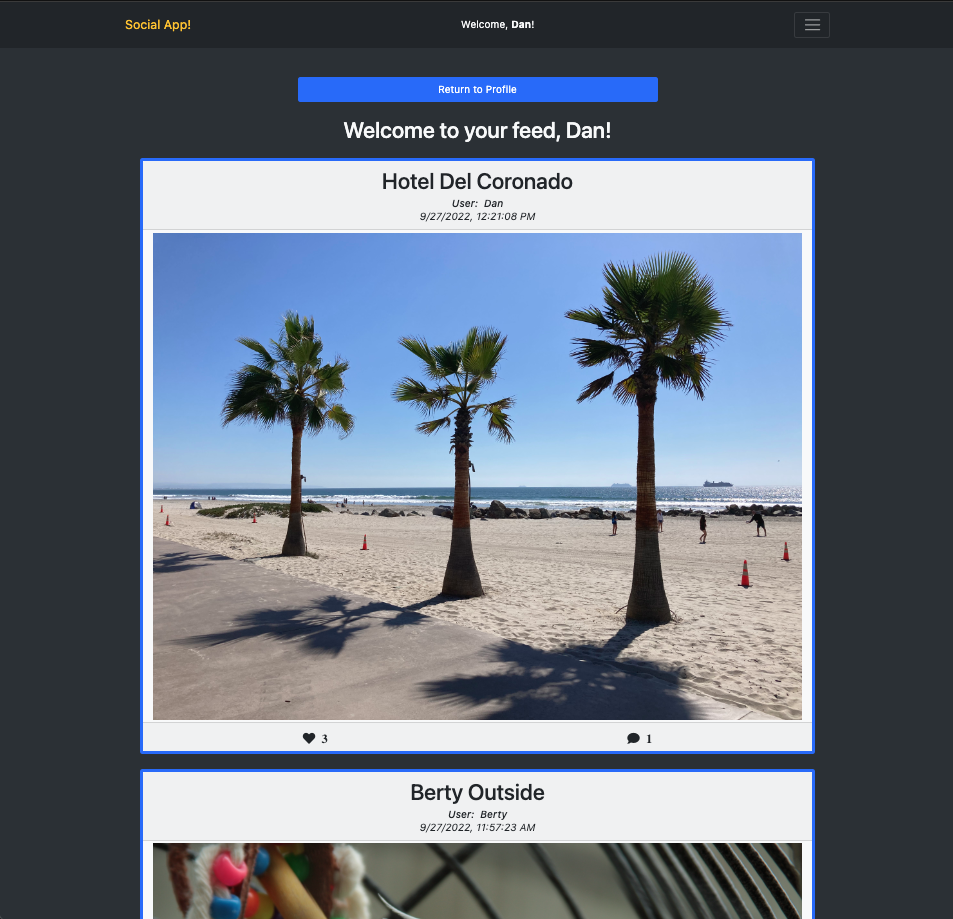 Social App!
Welcome, Dan!
Return to Profile
Welcome to your feed, Dan!
Hotel Del Coronado
User: Dan
9/27/2022, 12:21:08 PM
3
1
Berty Outside
User: Berty
9/27/2022, 11:57:23 AM